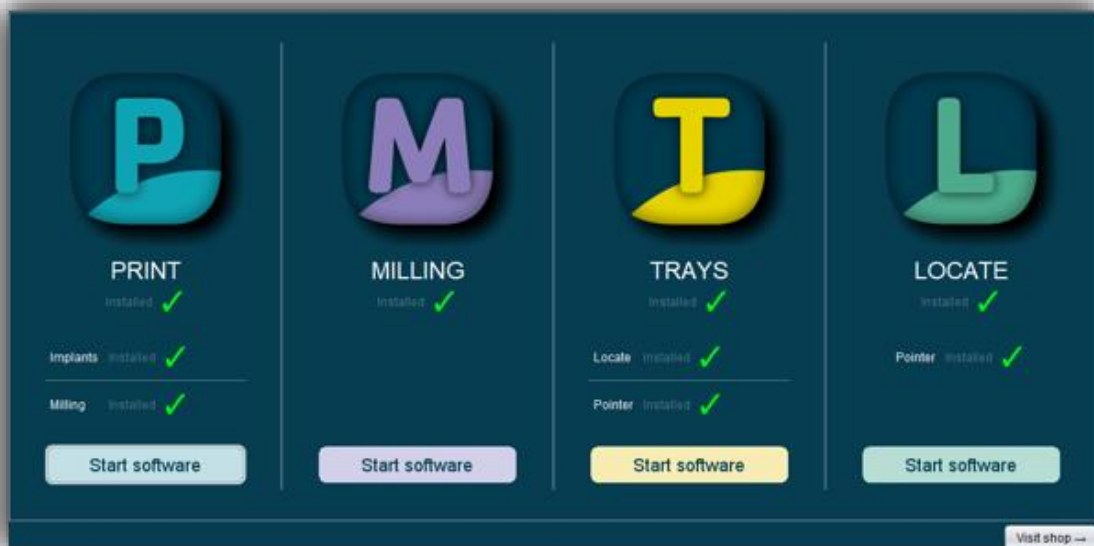 P M T L
PRINT MILLING TRAYS LOCATE
Installed Installed Installed Installed
Implants Installed Locate Installed Pointer Installed
Milling Installed Pointer Installed
Start software Start software Start software Start software
Visit shop →